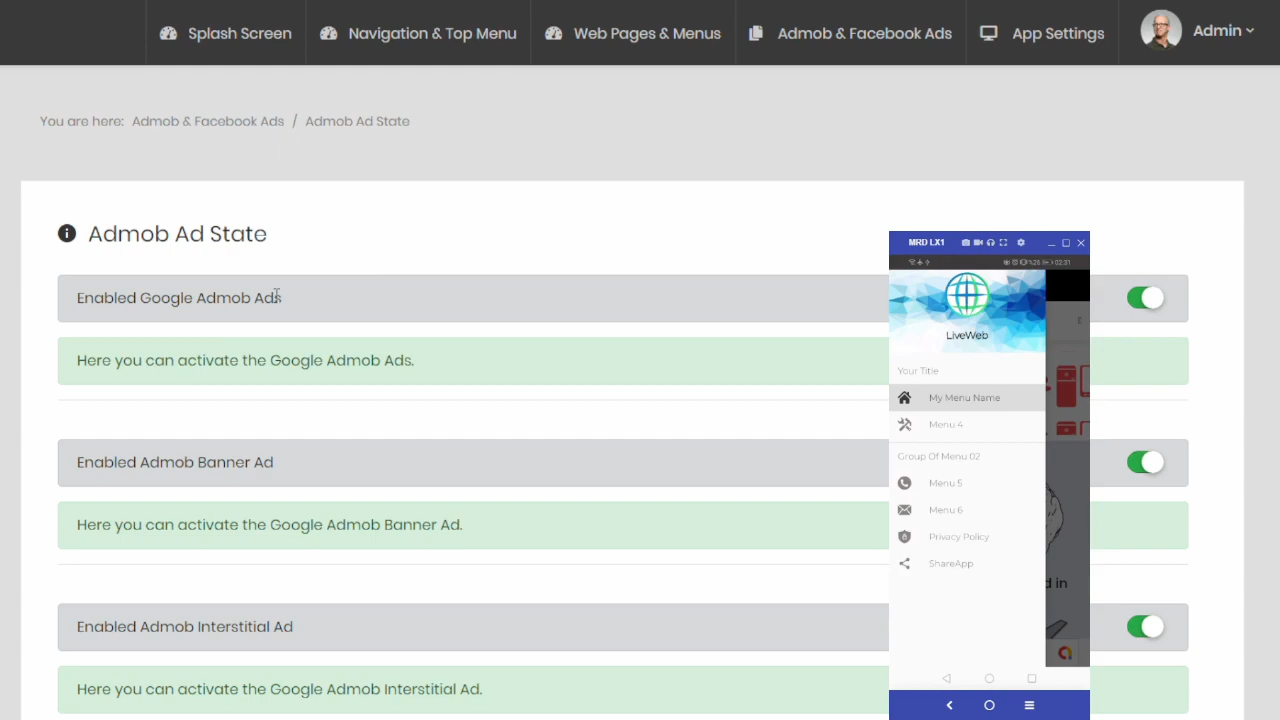 Splash Screen
Navigation & Top Menu
Web Pages & Menus
Admob & Facebook Ads
App Settings
Admin
You are here: Admob & Facebook Ads / Admob Ad State
Admob Ad State
Enabled Google Admob Ads
Here you can activate the Google Admob Ads.
Enabled Admob Banner Ad
Here you can activate the Google Admob Banner Ad.
Enabled Admob Interstitial Ad
Here you can activate the Google Admob Interstitial Ad.
MRD LX1
%26 02:31
LiveWeb
Your Title
My Menu Name
Menu 4
Group Of Menu 02
Menu 5
Menu 6
Privacy Policy
ShareApp
d in